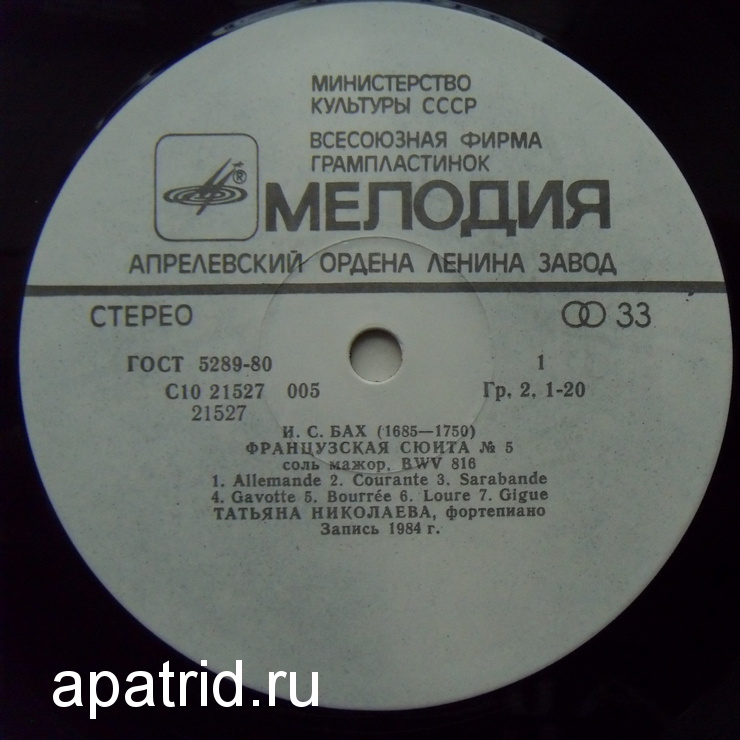 МИНИСТЕРСТВО
КУЛЬТУРЫ СССР
ВСЕСОЮЗНАЯ ФИРМА
ГРАМПЛАСТИНОК
®
МЕЛОДИЯ
АПРЕЛЕВСКИЙ ОРДЕНА ЛЕНИНА ЗАВОД
СТЕРЕО 33
ГОСТ 5289-80 1
С10 21527 005 Гр. 2, 1-20
21527
И. С. БАХ (1685—1750)
ФРАНЦУЗСКАЯ СЮИТА № 5
соль мажор, BWV 816
1. Allemande 2. Courante 3. Sarabande
4. Gavotte 5. Bourrée 6. Loure 7. Gigue
ТАТЬЯНА НИКОЛАЕВА, фортепиано
Запись 1984 г.
apatrid.ru